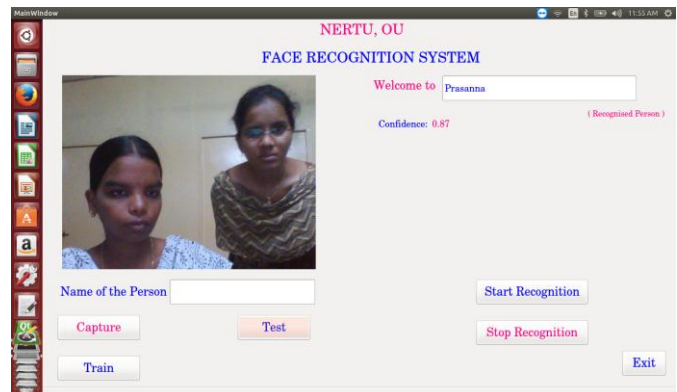 MainWindow
En 11:55 AM
NERTU, OU
FACE RECOGNITION SYSTEM
Welcome to Prasanna
( Recognised Person )
Confidence: 0.87
Name of the Person
Start Recognition
Capture Test
Stop Recognition
Train
Exit